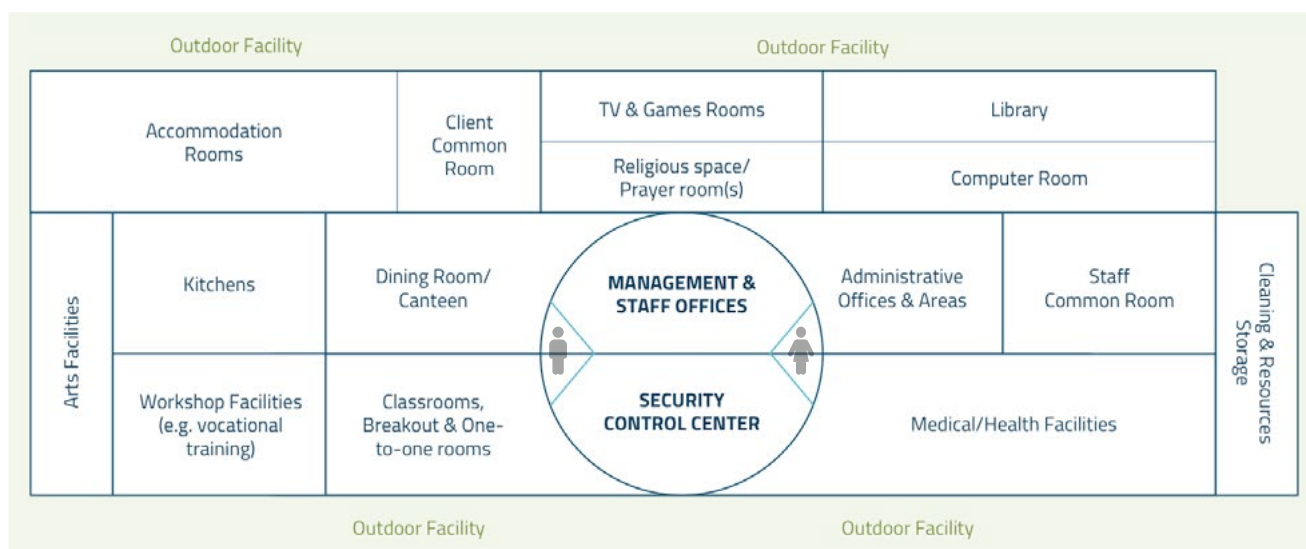 Outdoor Facility
Outdoor Facility
Accommodation
Rooms
Client
Common
Room
TV & Games Rooms
Library
Religious space/
Prayer room(s)
Computer Room
Arts Facilities
Kitchens
Dining Room/
Canteen
MANAGEMENT &
STAFF OFFICES
Administrative
Offices & Areas
Staff
Common Room
Cleaning & Resources
Storage
Workshop Facilities
(e.g. vocational
training)
Classrooms,
Breakout & One-
to-one rooms
SECURITY
CONTROL CENTER
Medical/Health Facilities
Outdoor Facility
Outdoor Facility